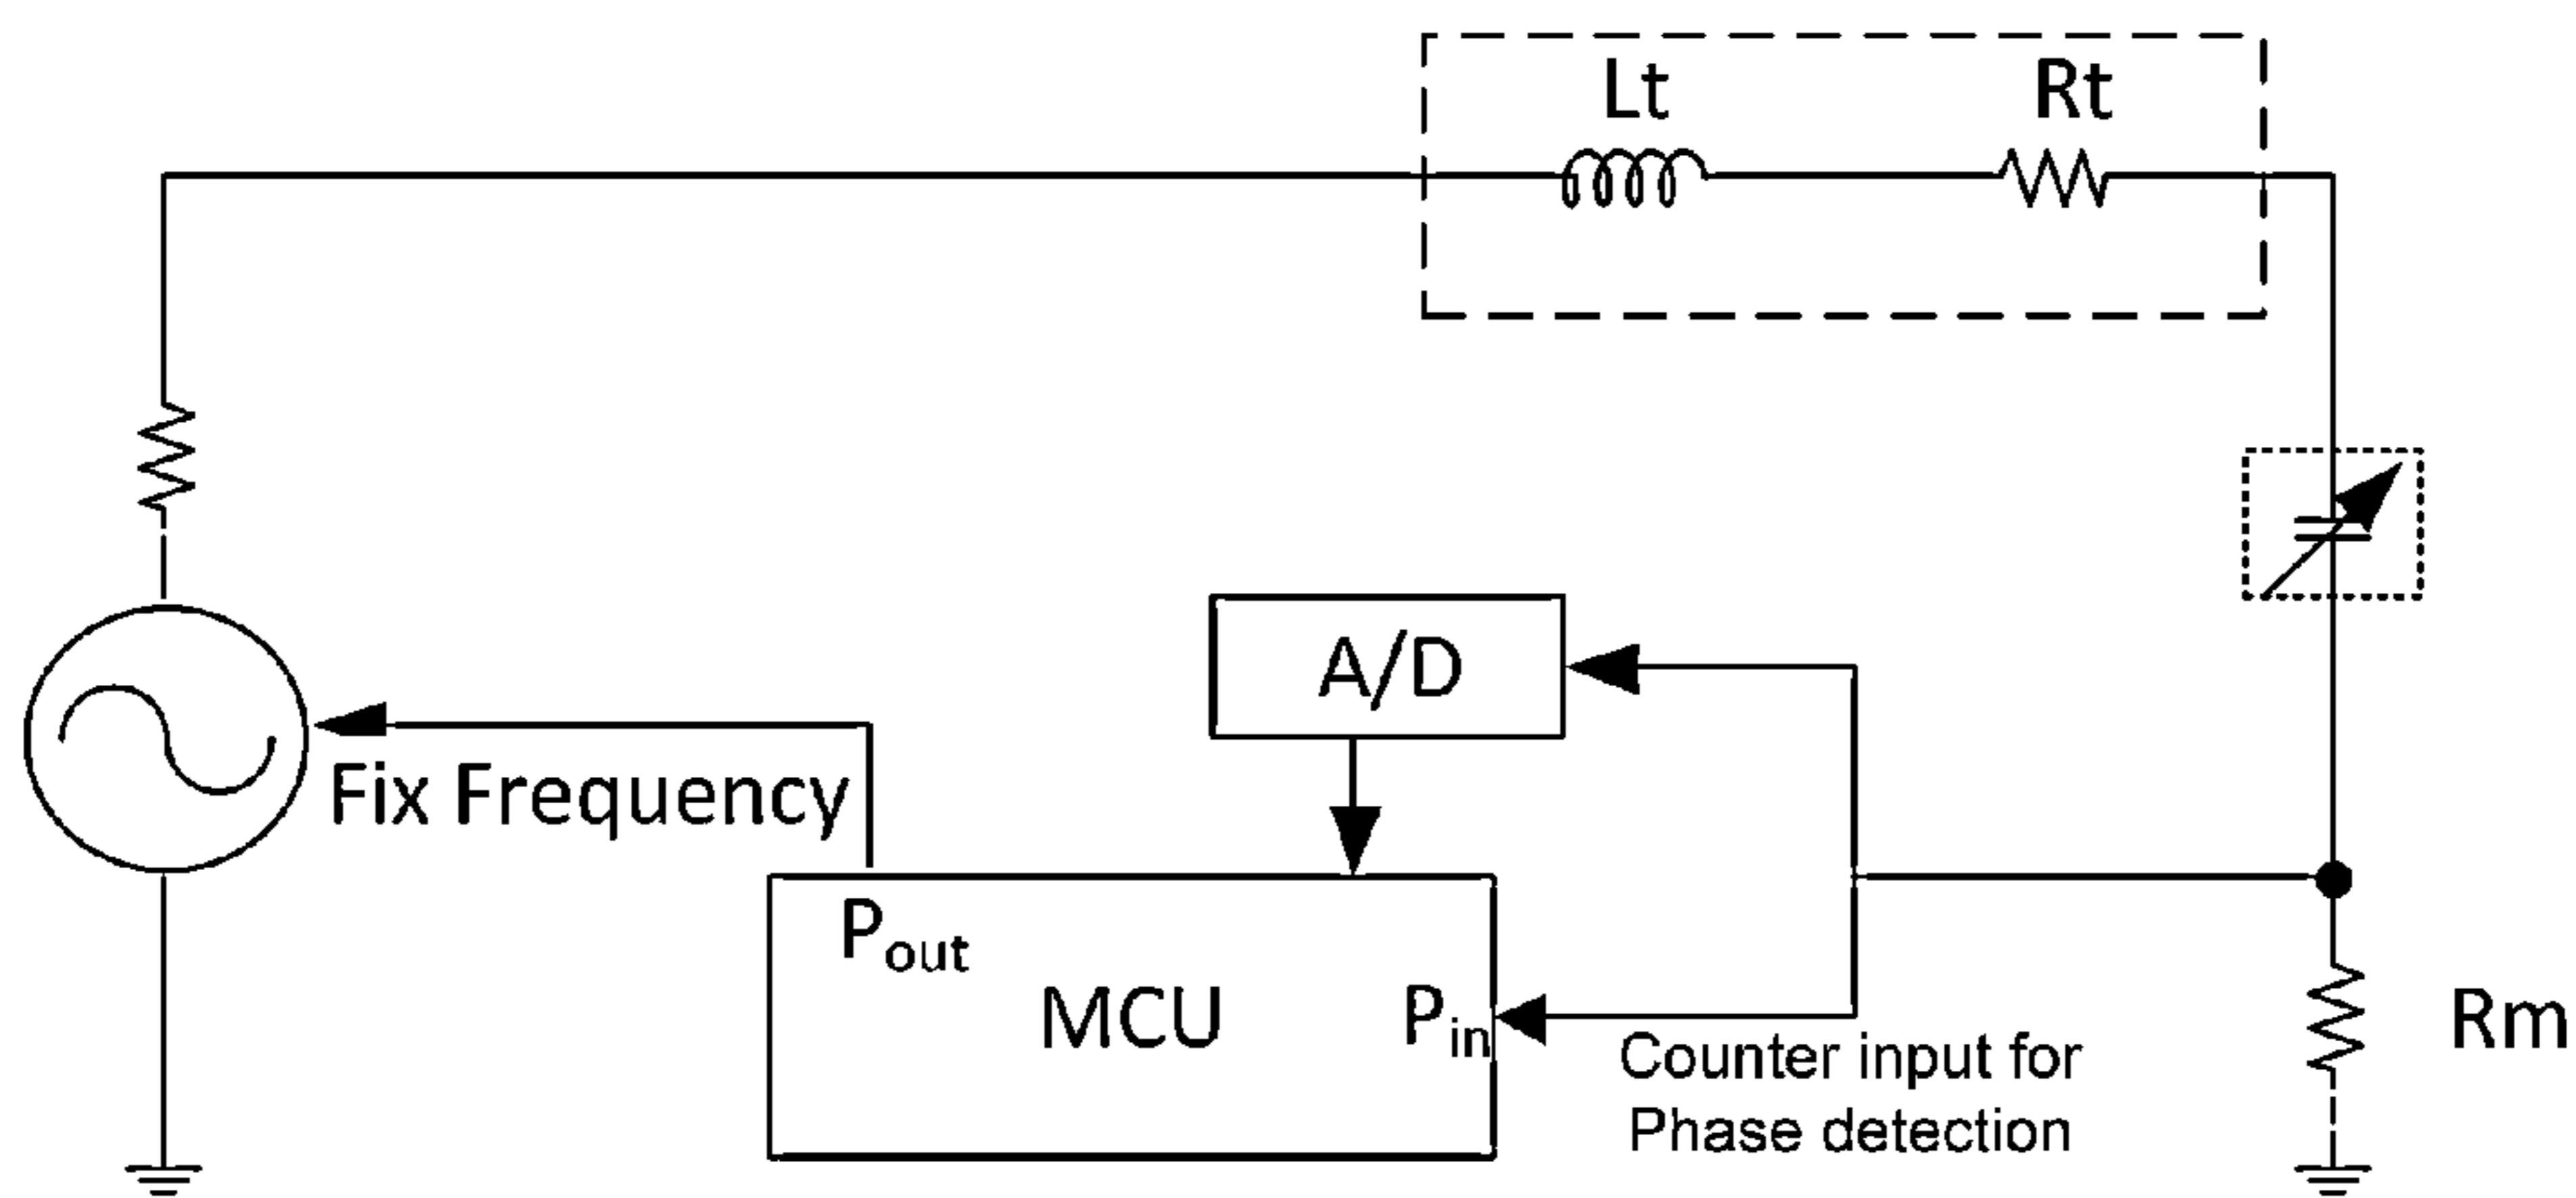 Lt
Rt
A/D
Fix Frequency
Pout
MCU
Pin
Rm
Counter input for
Phase detection